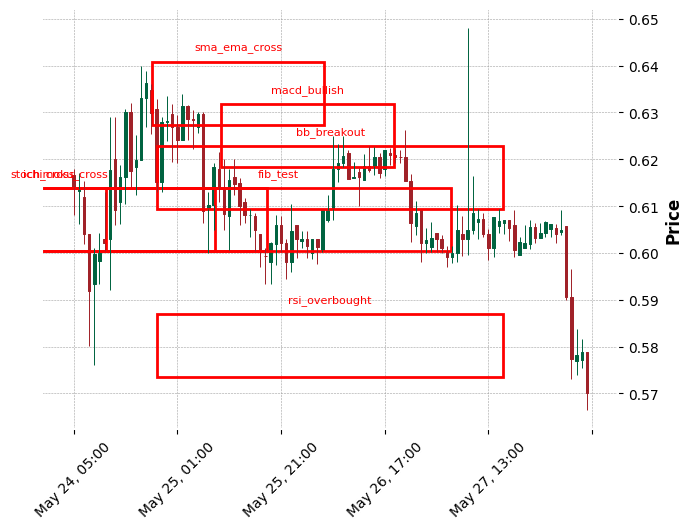 0.65
sma_ema_cross
0.64
macd_bullish
0.63
bb_breakout
0.62
fib_test
0.61
Price
0.60
rsi_overbought
0.59
0.58
0.57
May 24, 05:00
May 25, 01:00
May 25, 21:00
May 26, 17:00
May 27, 13:00